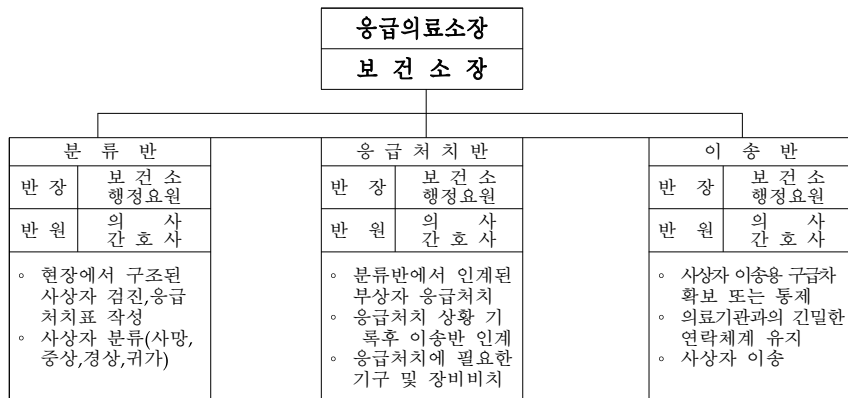 응급의료소장
보 건 소 장
분 류 반
반 장
보 건 소
행정요원
반 원
의 사
간 호 사
◦ 현장에서 구조된
사상자 검진,응급
처치표 작성
◦ 사상자 분류(사망,
중상,경상,귀가)
응 급 처 치 반
반 장
보 건 소
행정요원
반 원
의 사
간 호 사
◦ 분류반에서 인계된
부상자 응급처치
◦ 응급처치 상황 기
록후 이송반 인계
◦ 응급처치에 필요한
기구 및 장비비치
이 송 반
반 장
보 건 소
행정요원
반 원
의 사
간 호 사
◦ 사상자 이송용 구급차
확보 또는 통제
◦ 의료기관과의 긴밀한
연락체계 유지
◦ 사상자 이송